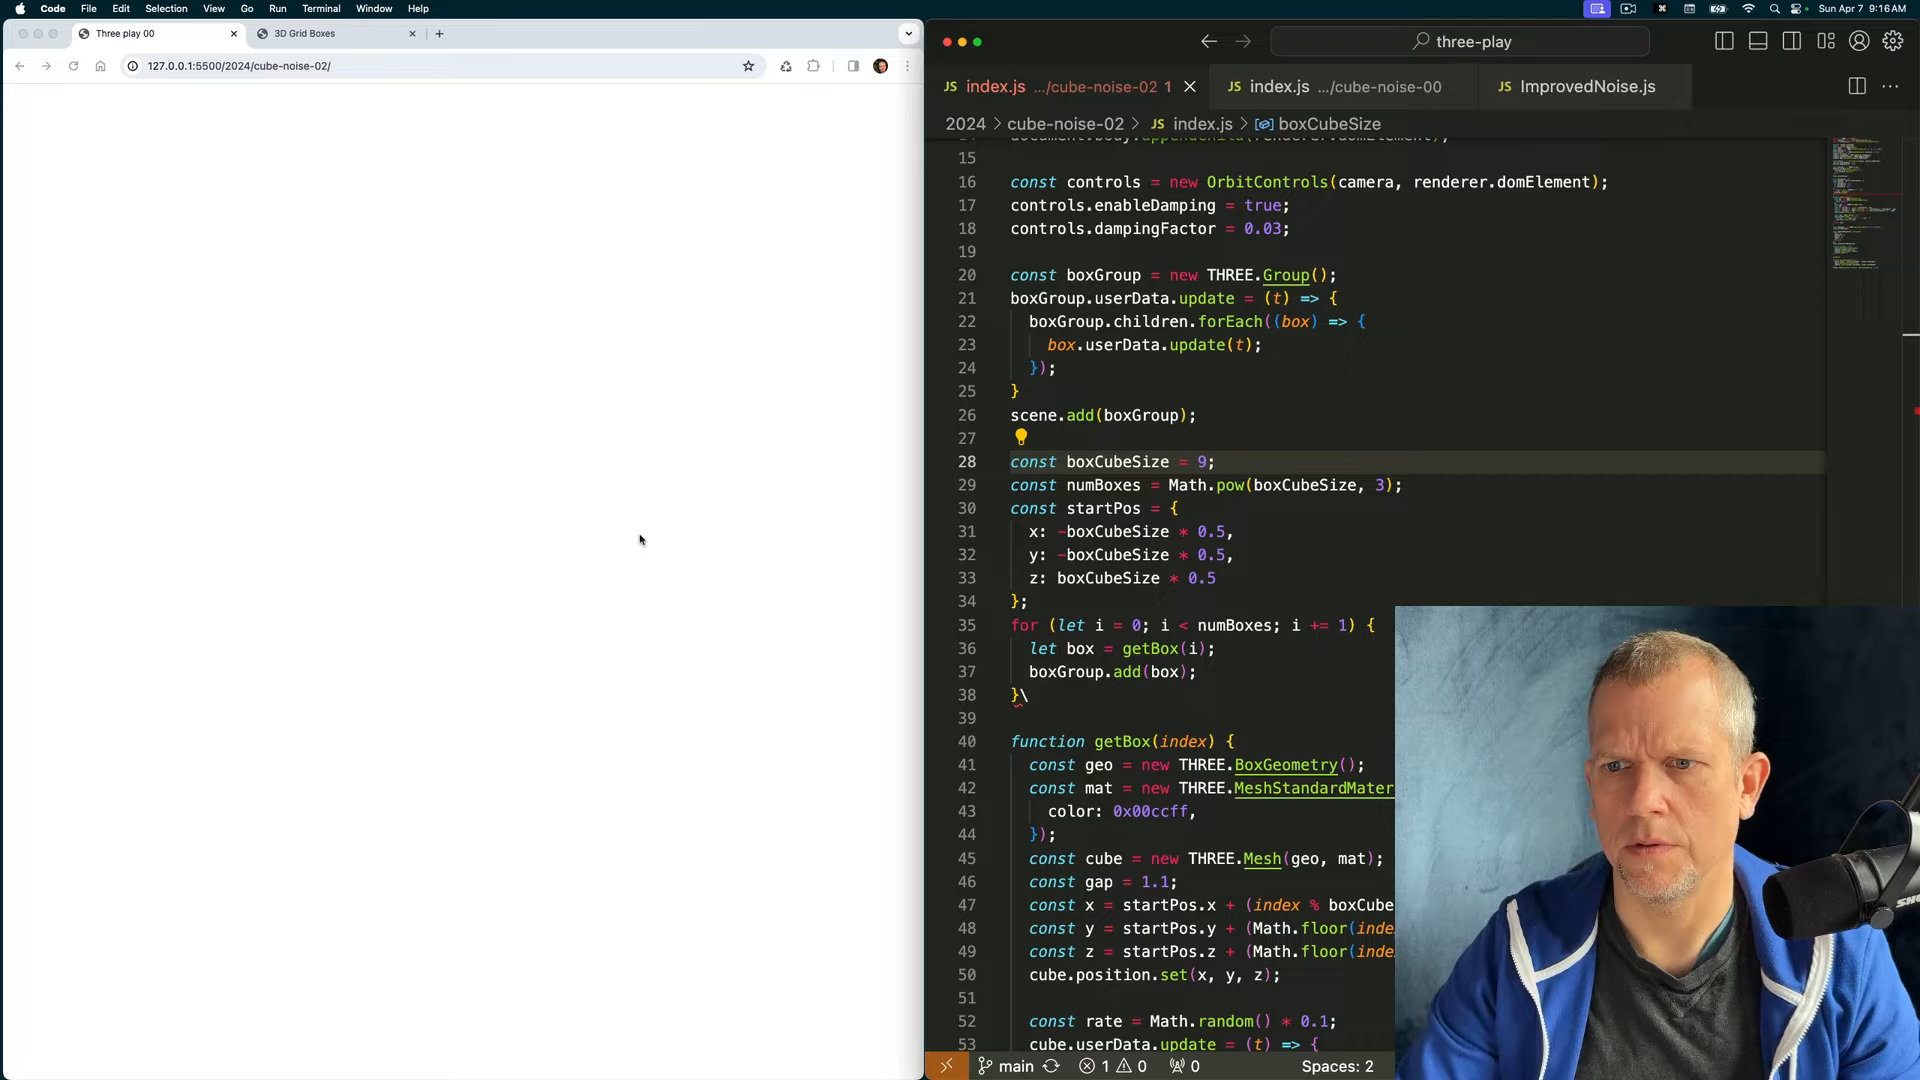 Code File Edit Selection View Go Run Terminal Window Help
Sun Apr 7 9:16AM
Three play 00
3D Grid Boxes
127.0.0.1:5500/2024/cube-noise-02/
three-play
JS index.js .../cube-noise-02 1
JS index.js .../cube-noise-00
JS ImprovedNoise.js
2024 > cube-noise-02 > JS index.js > boxCubeSize
15
16 const controls = new OrbitControls(camera, renderer.domElement);
17 controls.enableDamping = true;
18 controls.dampingFactor = 0.03;
19
20 const boxGroup = new THREE.Group();
21 boxGroup.userData.update = (t) => {
22 boxGroup.children.forEach((box) => {
23 box.userData.update(t);
24 });
25 }
26 scene.add(boxGroup);
27
28 const boxCubeSize = 9;
29 const numBoxes = Math.pow(boxCubeSize, 3);
30 const startPos = {
31 x: -boxCubeSize * 0.5,
32 y: -boxCubeSize * 0.5,
33 z: boxCubeSize * 0.5
34 };
35 for (let i = 0; i < numBoxes; i += 1) {
36 let box = getBox(i);
37 boxGroup.add(box);
38 }\
39
40 function getBox(index) {
41 const geo = new THREE.BoxGeometry();
42 const mat = new THREE.MeshStandardMater
43 color: 0x00ccff,
44 });
45 const cube = new THREE.Mesh(geo, mat);
46 const gap = 1.1;
47 const x = startPos.x + (index % boxCube
48 const y = startPos.y + (Math.floor(inde
49 const z = startPos.z + (Math.floor(inde
50 cube.position.set(x, y, z);
51
52 const rate = Math.random() * 0.1;
53 cube.userData.update = (t) => {
main 1 0 0 Spaces: 2